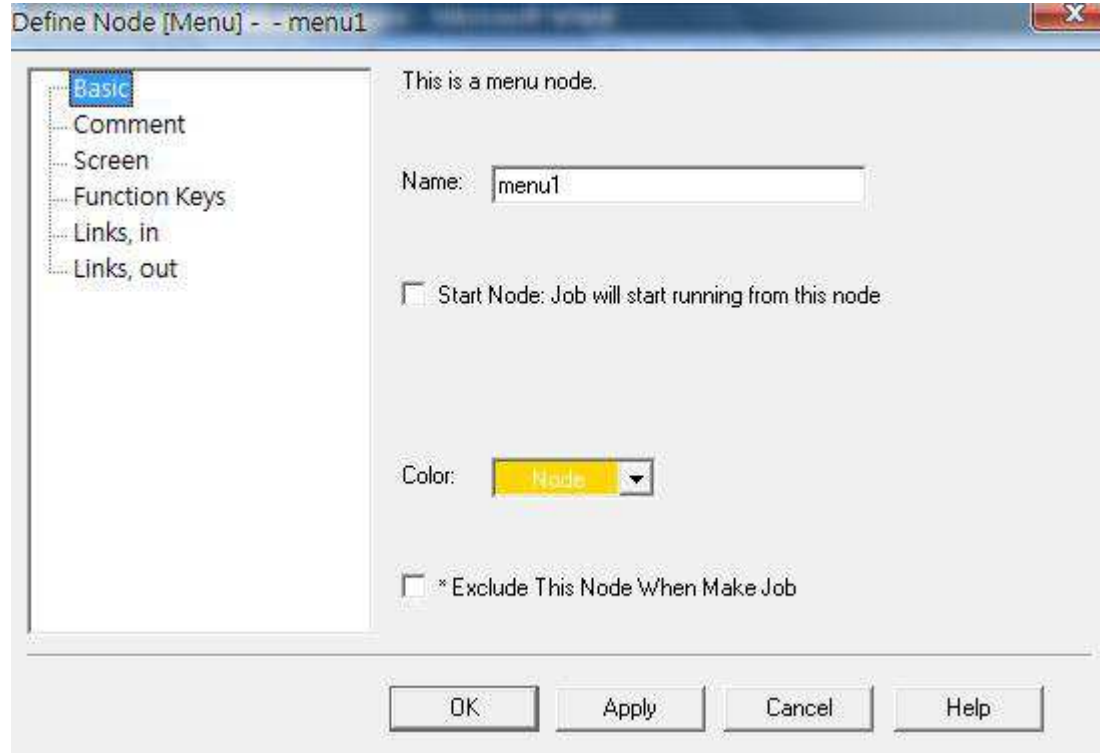 Define Node [Menu] - - menu1
Basic
Comment
Screen
Function Keys
Links, in
Links, out
This is a menu node.
Name: menu1
Start Node: Job will start running from this node
Color: Node
* Exclude This Node When Make Job
OK Apply Cancel Help